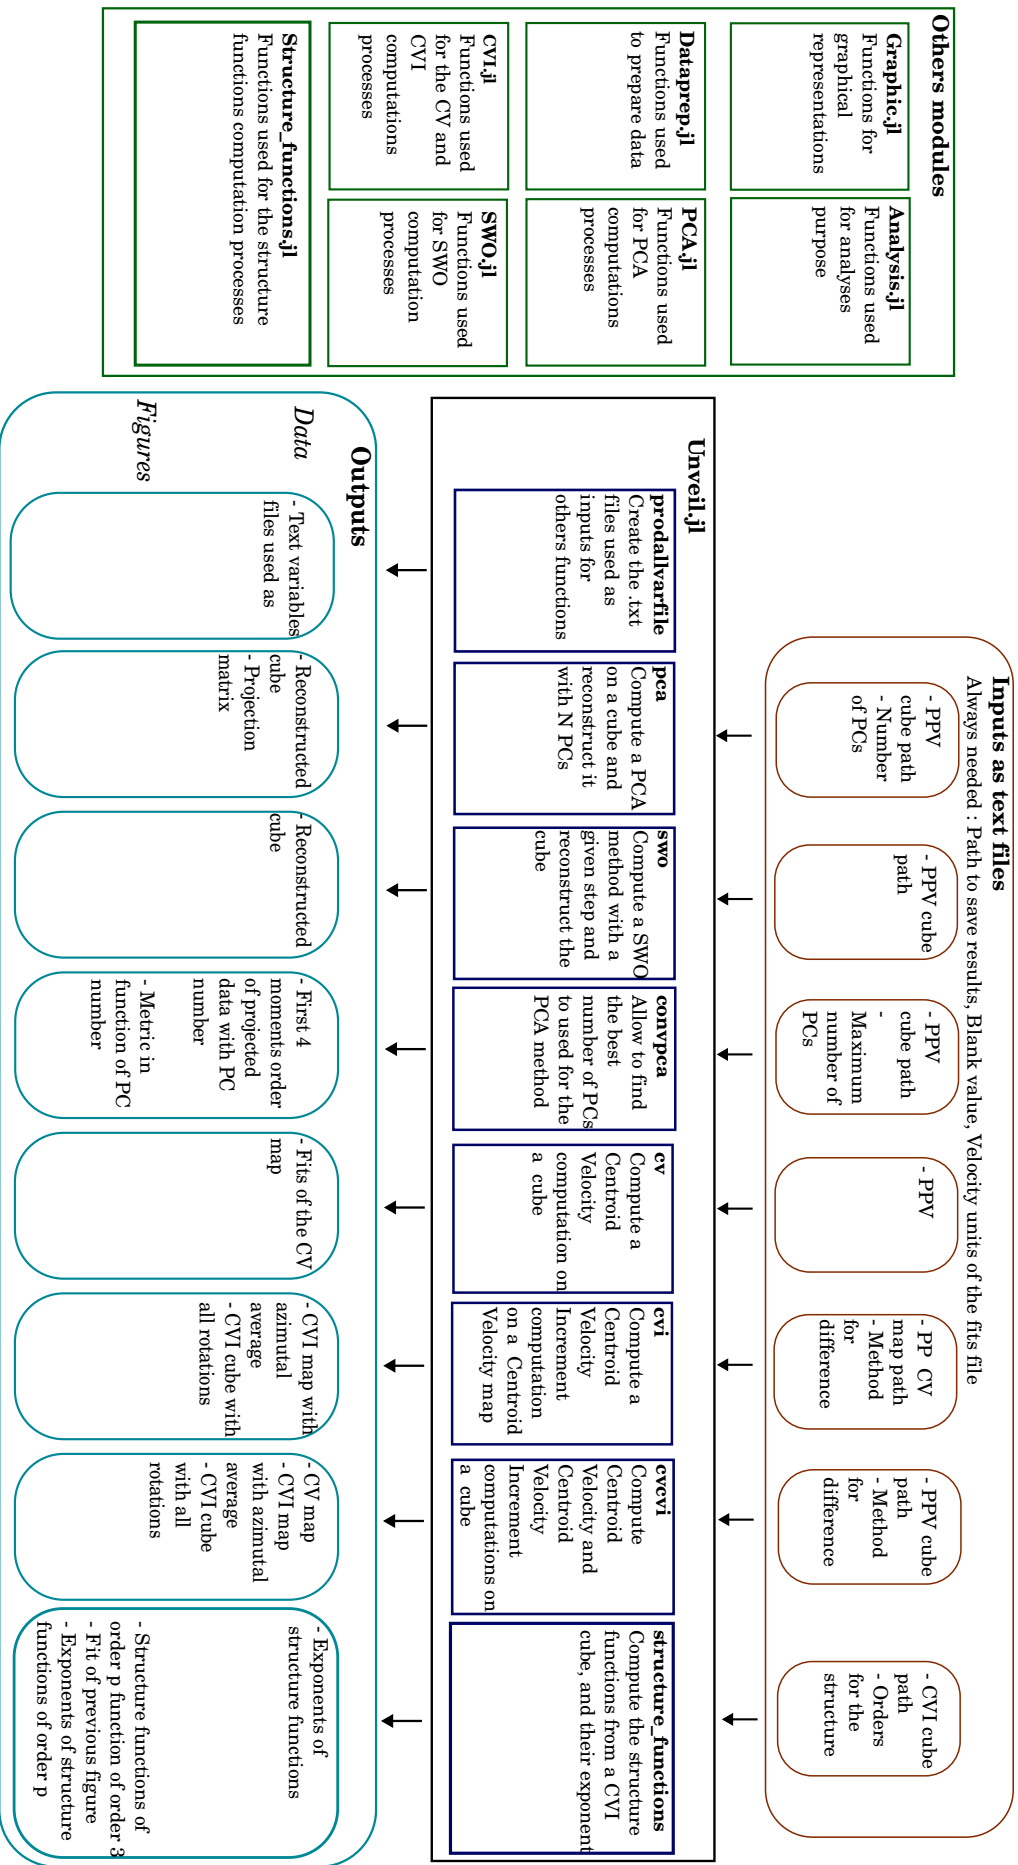 Inputs as text files
Always needed : Path to save results, Blank value, Velocity units of the fits file
- PPV
cube path
- Number
of PCs
- PPV cube
path
- PPV
cube path
-
Maximum
number of
PCs
- PPV
- PP  CV
map path
- Method
for
difference
- PPV cube
path
- Method
for
difference
- CVI cube
path
- Orders
for the
structure
Others modules
Graphic.jl
Functions for
graphical
representations
Analysis.jl
Functions used
for analyses
purpose
Dataprep.jl
Functions used
to prepare data
PCA.jl
Functions used
for PCA
computations
processes
CVI.jl
Functions used
for the CV and
CVI
computations
processes
SWO.jl
Functions used
for SWO
computation
processes
Structure_functions.jl
Functions used for the structure
functions computation processes
Unveil.jl
prodallvarfile
Create the .txt
files used as
inputs for
others functions
pca
Compute a PCA
on a cube and
reconstruct it
with N PCs
swo
Compute a SWO
method with a
given step and
reconstruct the
cube
convpca
Allow to find
the best
number of PCs
to used for the
PCA method
cv
Compute a
Centroid
Velocity
computation on
a  cube
cvi
Compute a
Centroid
Velocity
Increment
computation
on a  Centroid
Velocity map
cvcvi
Compute
Centroid
Velocity and
Centroid
Velocity
Increment
computations on
a cube
structure_functions
Compute the structure
functions from a CVI
cube, and their exponent
Outputs
Data
Figures
- Text variables
files used as
- Reconstructed
cube
- Projection
matrix
- Reconstructed
cube
- First 4
moments order
of projected
data with PC
number
- Metric in
function of PC
number
- Fits of the CV
map
- CVI map with
azimutal
average
- CVI cube with
all rotations
- CV map
- CVI map
with azimutal
average
- CVI cube
with all
rotations
- Exponents of
structure functions
- Structure functions of
order p function of order 3
- Fit of previous figure
- Exponents of structure
functions of order p